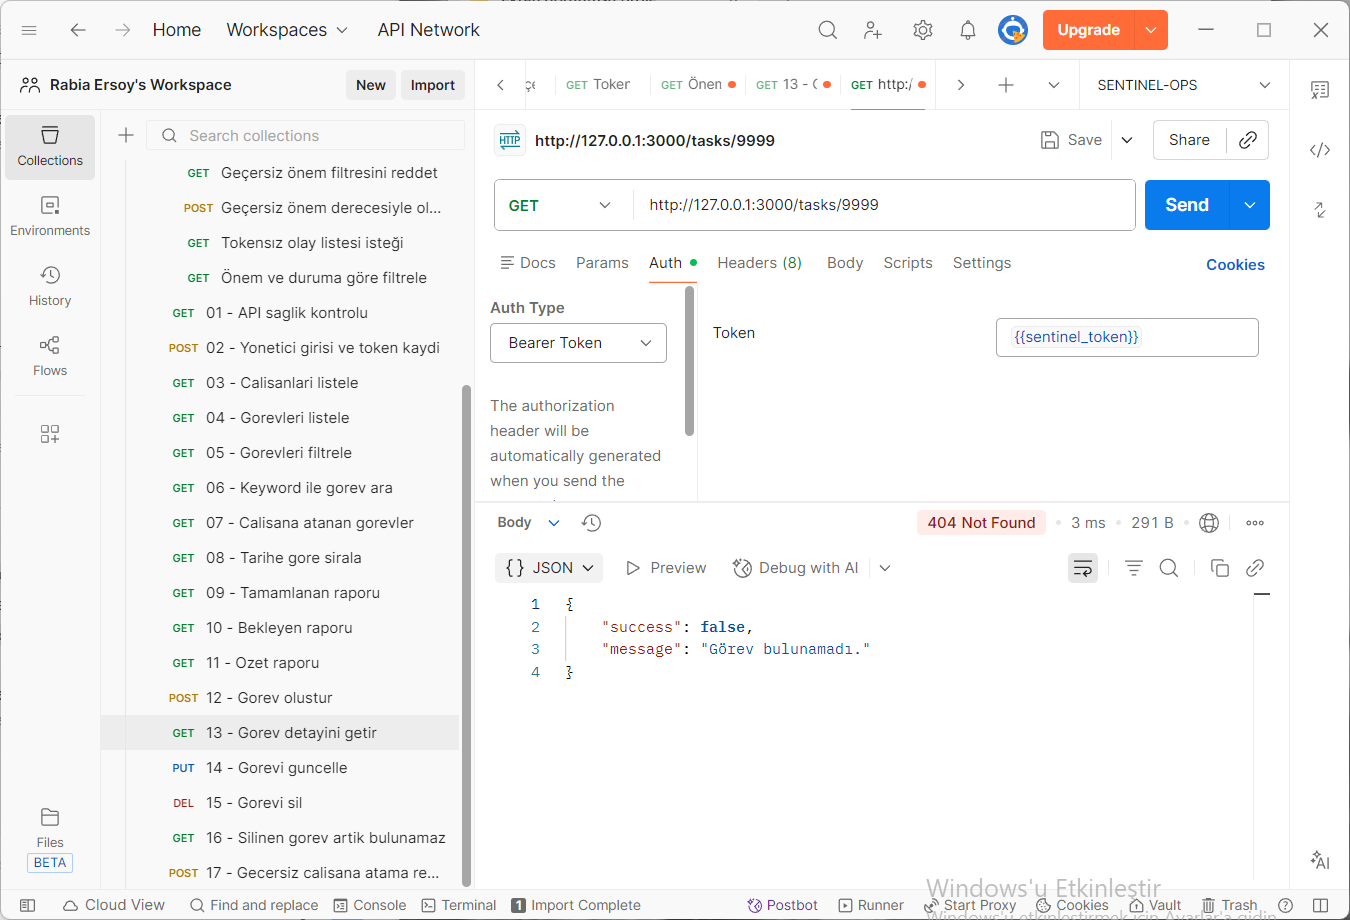 Home
Workspaces
API Network
Upgrade
Rabia Ersoy's Workspace
New
Import
GET Token
GET Önem
GET 13 -
GET http:/
SENTINEL-OPS
Collections
Environments
History
Flows
Files
BETA
Search collections
GET Geçersiz önem filtresini reddet
POST Geçersiz önem derecesiyle ol...
GET Tokensız olay listesi isteği
GET Önem ve duruma göre filtrele
GET 01 - API saglik kontrolu
POST 02 - Yonetici girisi ve token kaydi
GET 03 - Calisanlari listele
GET 04 - Gorevleri listele
GET 05 - Gorevleri filtrele
GET 06 - Keyword ile gorev ara
GET 07 - Calisana atanan gorevler
GET 08 - Tarihe gore sirala
GET 09 - Tamamlanan raporu
GET 10 - Bekleyen raporu
GET 11 - Ozet raporu
POST 12 - Gorev olustur
GET 13 - Gorev detayini getir
PUT 14 - Gorevi guncelle
DEL 15 - Gorevi sil
GET 16 - Silinen gorev artik bulunamaz
POST 17 - Gecersiz calisana atama re...
HTTP http://127.0.0.1:3000/tasks/9999
Save
Share
GET http://127.0.0.1:3000/tasks/9999
Send
Docs Params Auth Headers (8) Body Scripts Settings
Cookies
Auth Type
Bearer Token
The authorization
header will be
automatically generated
when you send the
Token
{{sentinel_token}}
Body
404 Not Found
3 ms
291 B
{} JSON
Preview
Debug with AI
1 {
2 "success": false,
3 "message": "Görev bulunamadı."
4 }
AI
Windows'u Etkinleştir
Cloud View
Find and replace
Console
Terminal
1 Import Complete
Postbot
Runner
Start Proxy
Cookies
Vault
Trash